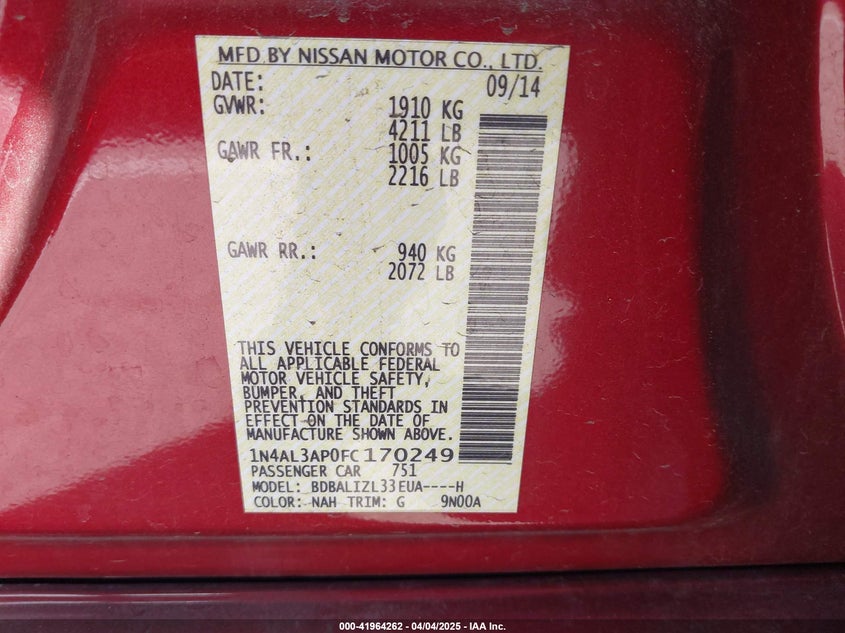 MFD BY NISSAN MOTOR CO., LTD.
DATE: 09/14
GVWR: 1910 KG
4211 LB
GAWR FR.: 1005 KG
2216 LB
GAWR RR.: 940 KG
2072 LB
THIS VEHICLE CONFORMS TO
ALL APPLICABLE FEDERAL
MOTOR VEHICLE SAFETY,
BUMPER, AND THEFT
PREVENTION STANDARDS IN
EFFECT ON THE DATE OF
MANUFACTURE SHOWN ABOVE.
1N4AL3AP0FC170249
PASSENGER CAR 751
MODEL: BDBALIZL33EUA----H
COLOR: NAH TRIM: G 9N00A
000-41964262 - 04/04/2025 - IAA Inc.